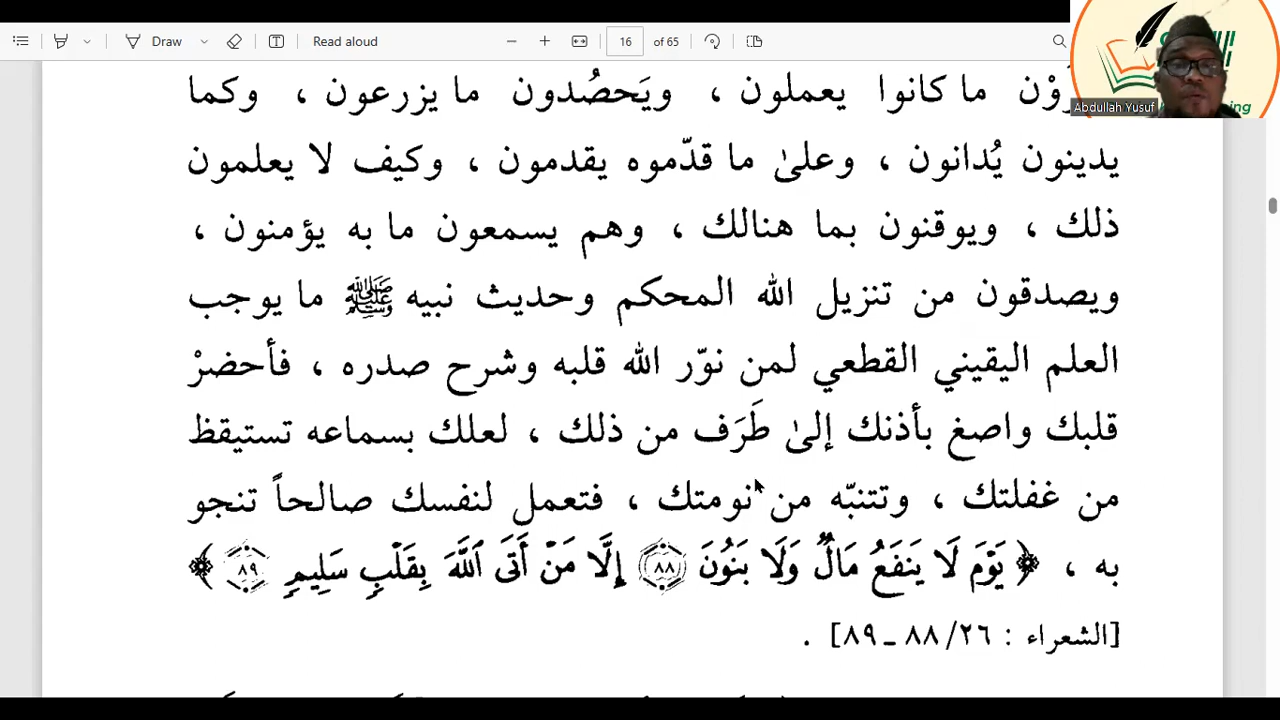 Draw
Read aloud
16 of 65
Abdullah Yusuf
ما كانوا يعملون ، ويَحصُدون ما يزرعون ، وكما
يدينون يُدانون ، وعلىٰ ما قدّموه يقدمون ، وكيف لا يعلمون
ذلك ، ويوقنون بما هنالك ، وهم يسمعون ما به يؤمنون ،
ويصدقون من تنزيل الله المحكم وحديث نبيه ﷺ ما يوجب
العلم اليقيني القطعي لمن نوّر الله قلبه وشرح صدره ، فأحضرْ
قلبك واصغ بأذنك إلىٰ طَرَف من ذلك ، لعلك بسماعه تستيقظ
من غفلتك ، وتتنبّه من نومتك ، فتعمل لنفسك صالحاً تنجو
به ، ﴿ يَوْمَ لَا يَنفَعُ مَالٌ وَلَا بَنُونَ ٨٨ إِلَّا مَنْ أَتَى ٱللَّهَ بِقَلْبٍ سَلِيمٍ ٨٩ ﴾
[الشعراء : ٢٦/ ٨٨ ـ ٨٩] .